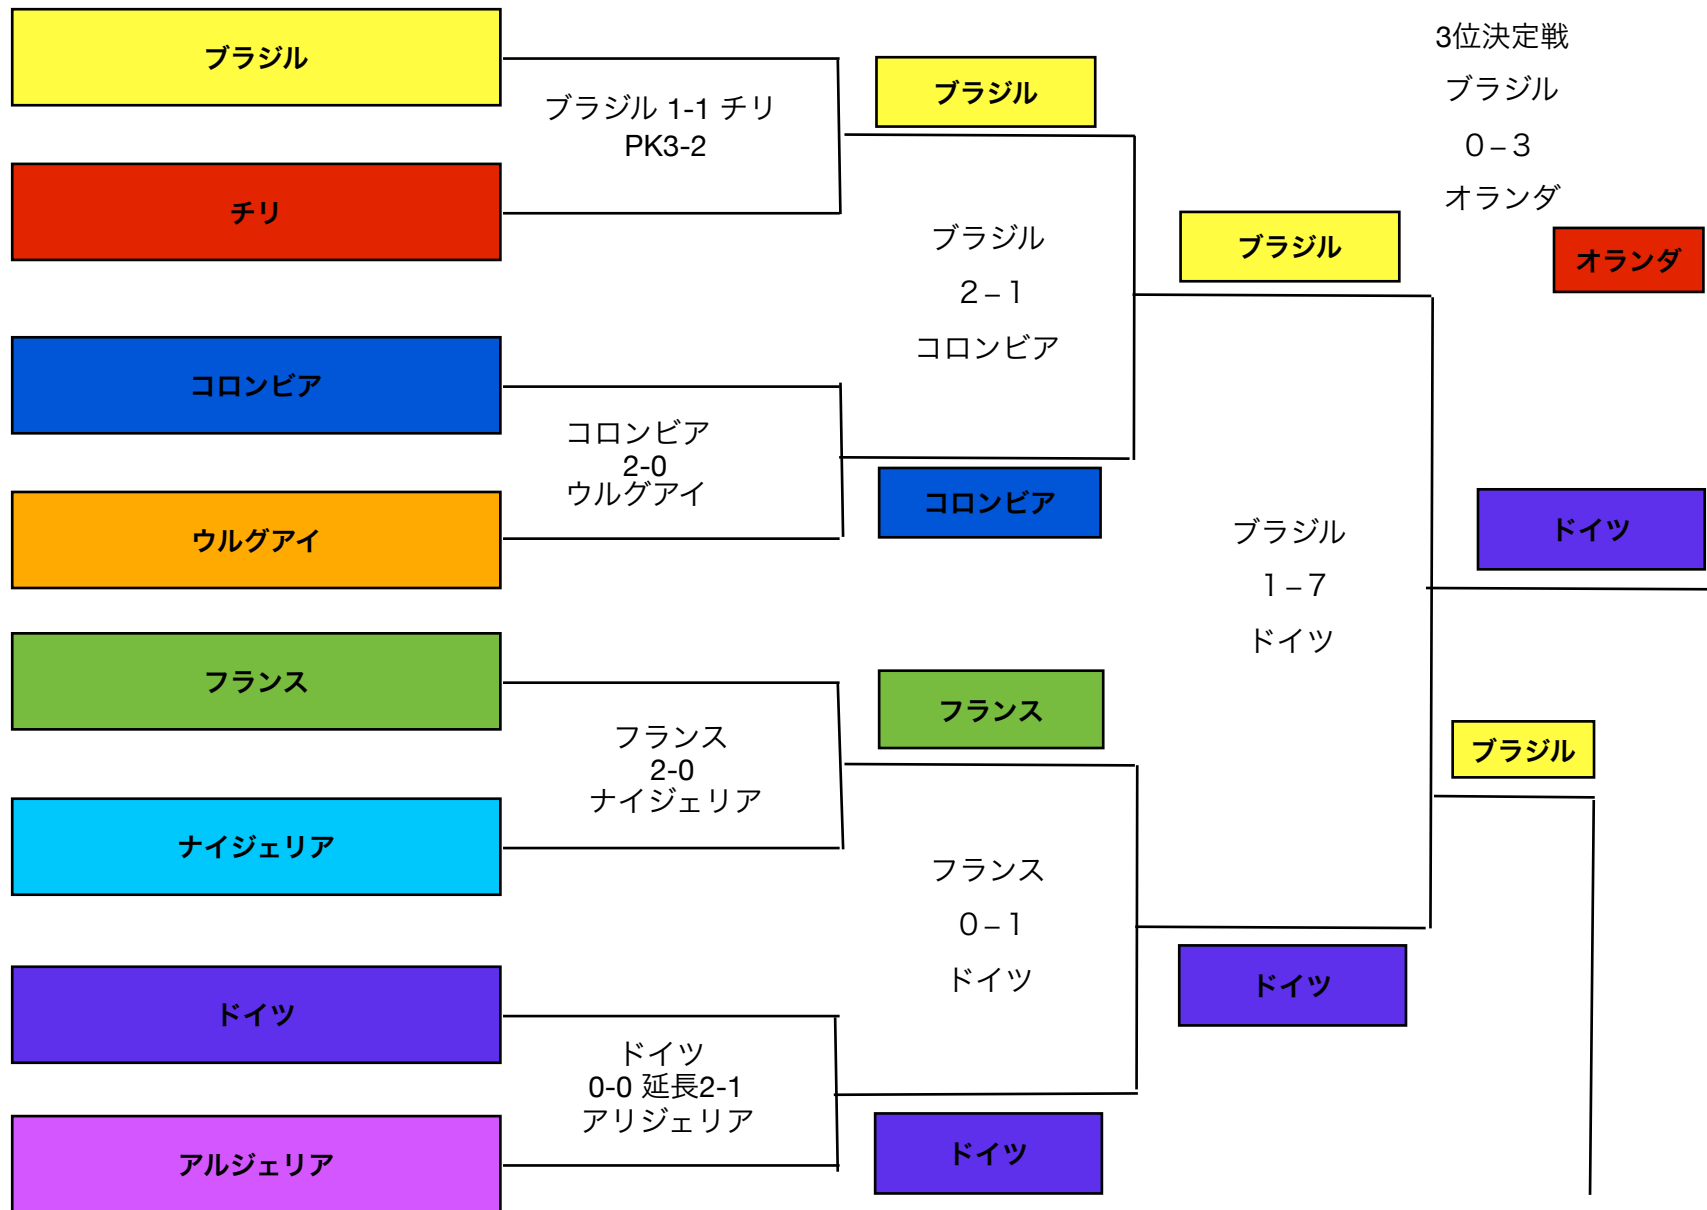 ブラジル
チリ
コロンビア
ウルグアイ
フランス
ナイジェリア
ドイツ
アルジェリア
ブラジル 1-1 チリ
PK3-2
コロンビア
2-0
ウルグアイ
フランス
2-0
ナイジェリア
ドイツ
0-0 延長2-1
アリジェリア
ブラジル
ブラジル
2–1
コロンビア
コロンビア
フランス
フランス
0–1
ドイツ
ドイツ
ブラジル
ブラジル
1–7
ドイツ
ドイツ
3位決定戦
ブラジル
0–3
オランダ
オランダ
ドイツ
ブラジル